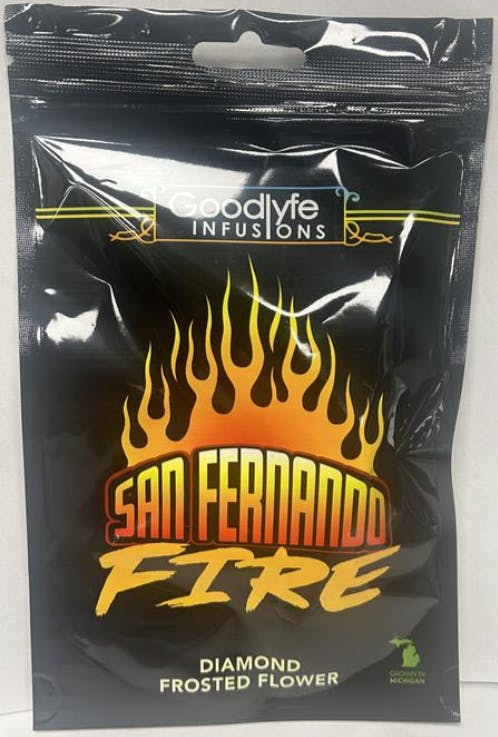 Goodlyfe
INFUSIONS
SAN FERNANDO
FIRE
DIAMOND
FROSTED FLOWER
GROWN IN
MICHIGAN